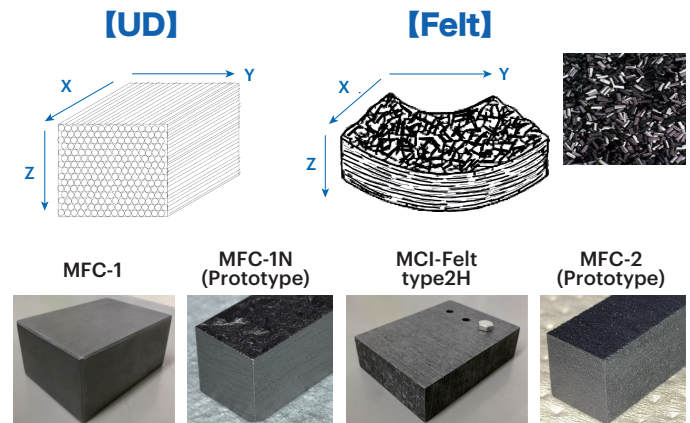 【UD】
【Felt】
X
Y
Z
X
Y
Z
MFC-1
MFC-1N
(Prototype)
MCI-Felt
type2H
MFC-2
(Prototype)